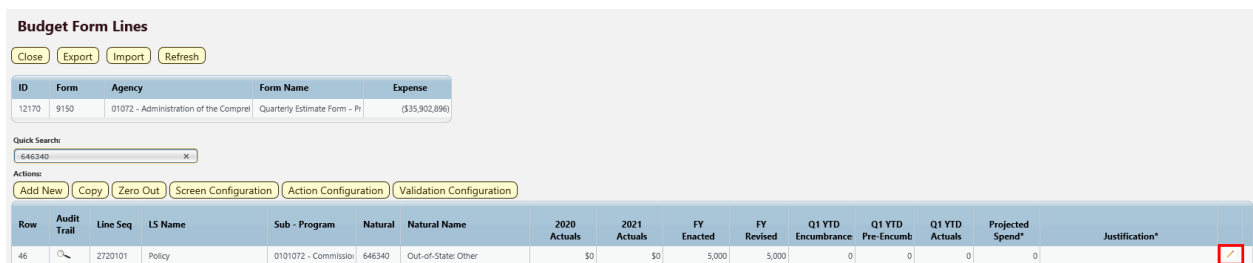 Budget Form Lines
Close Export Import Refresh
ID Form Agency Form Name Expense
12170 9150 01072 - Administration of the Comprel Quarterly Estimate Form - Pr ($35,902,896)
Quick Search:
646340 ×
Actions:
Add New Copy Zero Out Screen Configuration Action Configuration Validation Configuration
Row Audit Trail Line Seq LS Name Sub - Program Natural Natural Name 2020 Actuals 2021 Actuals FY Enacted FY Revised Q1 YTD Encumbrance Q1 YTD Pre-Encumb Q1 YTD Actuals Projected Spend* Justification*
46 2720101 Policy 0101072 - Commission 646340 Out-of-State: Other $0 $0 5,000 5,000 0 0 0 0